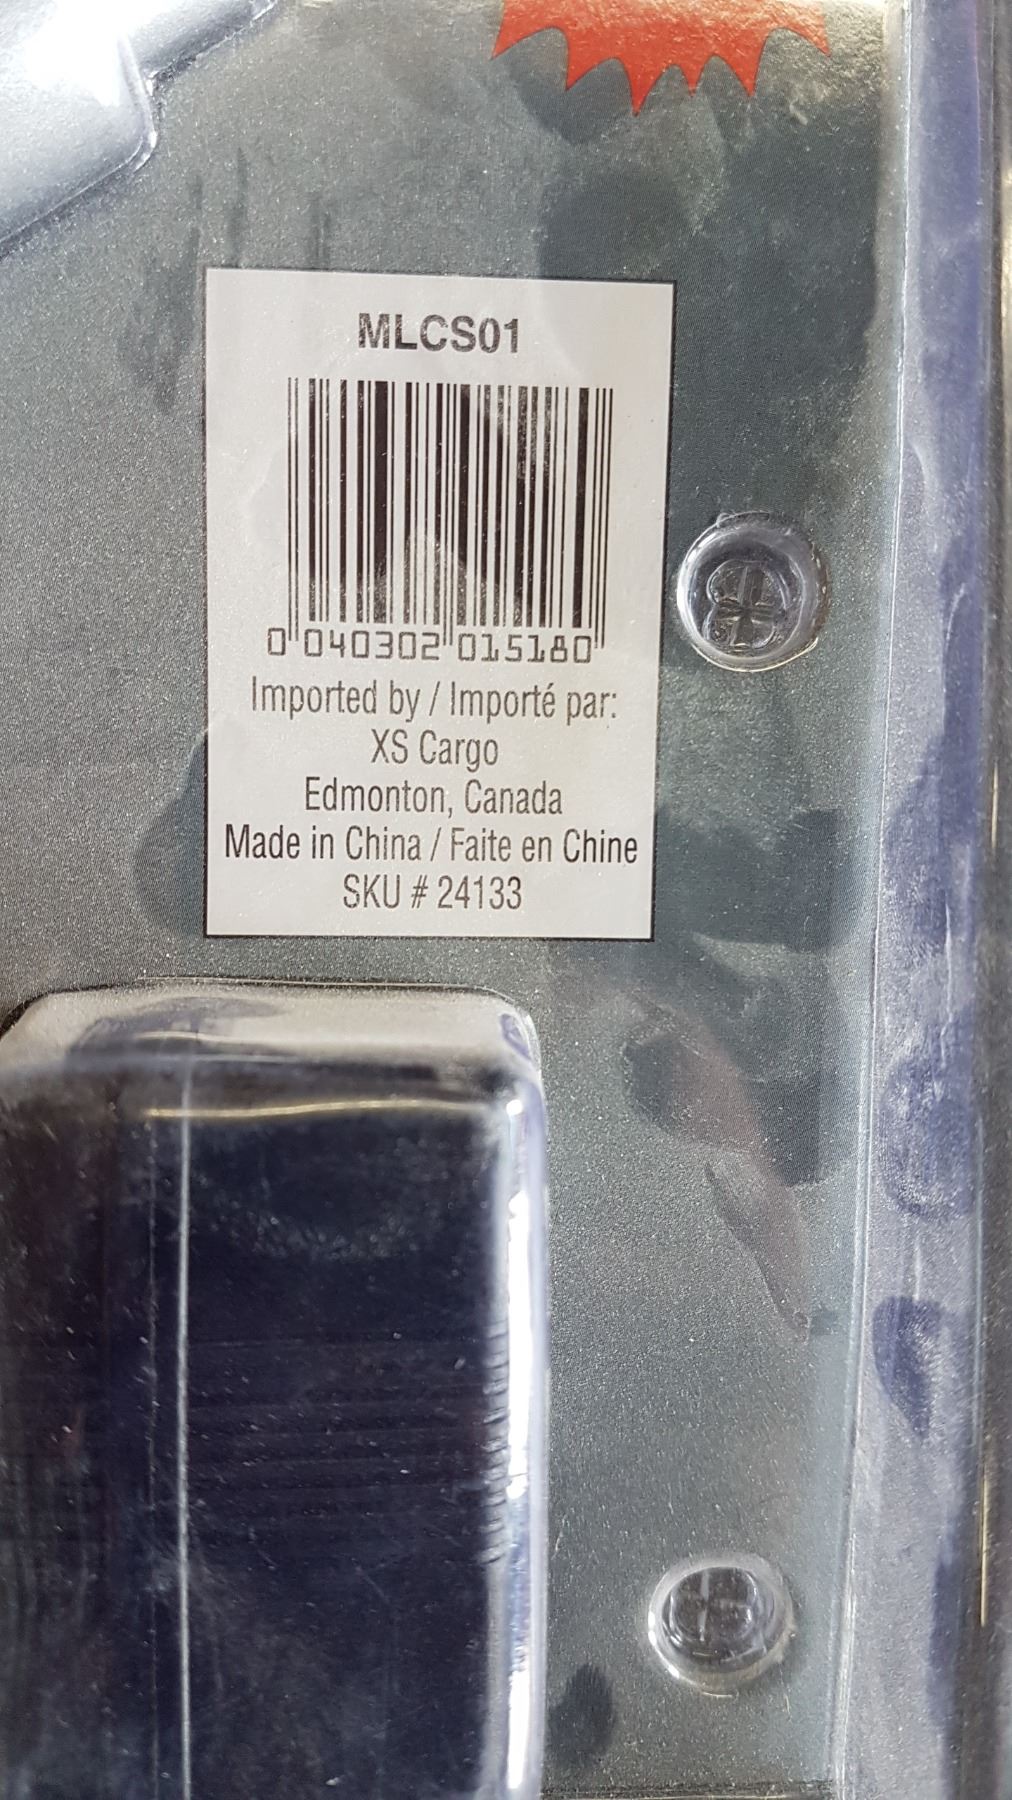 MLCS01
0 040302 015180
Imported by / Importé par:
XS Cargo
Edmonton, Canada
Made in China / Faite en Chine
SKU # 24133